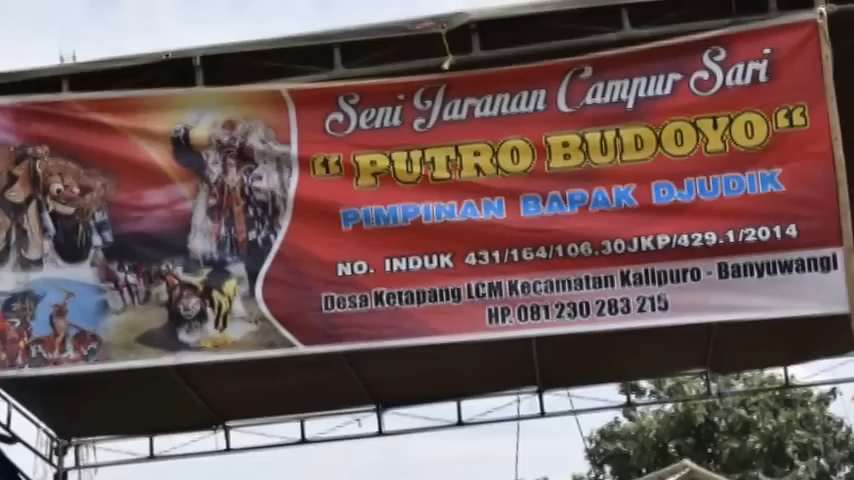 Seni Jaranan Campur Sari
"PUTRO BUDOYO"
PIMPINAN BAPAK DJUDIK
NO. INDUK 431/164/106.30JKP/429.1/2014
Desa Ketapang LCM Kecamatan Kalipuro - Banyuwangi
HP. 081 230 283 215